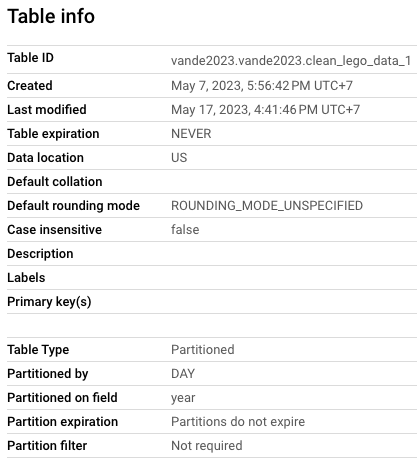 Table info
Table ID vande2023.vande2023.clean_lego_data_1
Created May 7, 2023, 5:56:42 PM UTC+7
Last modified May 17, 2023, 4:41:46 PM UTC+7
Table expiration NEVER
Data location US
Default collation
Default rounding mode ROUNDING_MODE_UNSPECIFIED
Case insensitive false
Description
Labels
Primary key(s)
Table Type Partitioned
Partitioned by DAY
Partitioned on field year
Partition expiration Partitions do not expire
Partition filter Not required